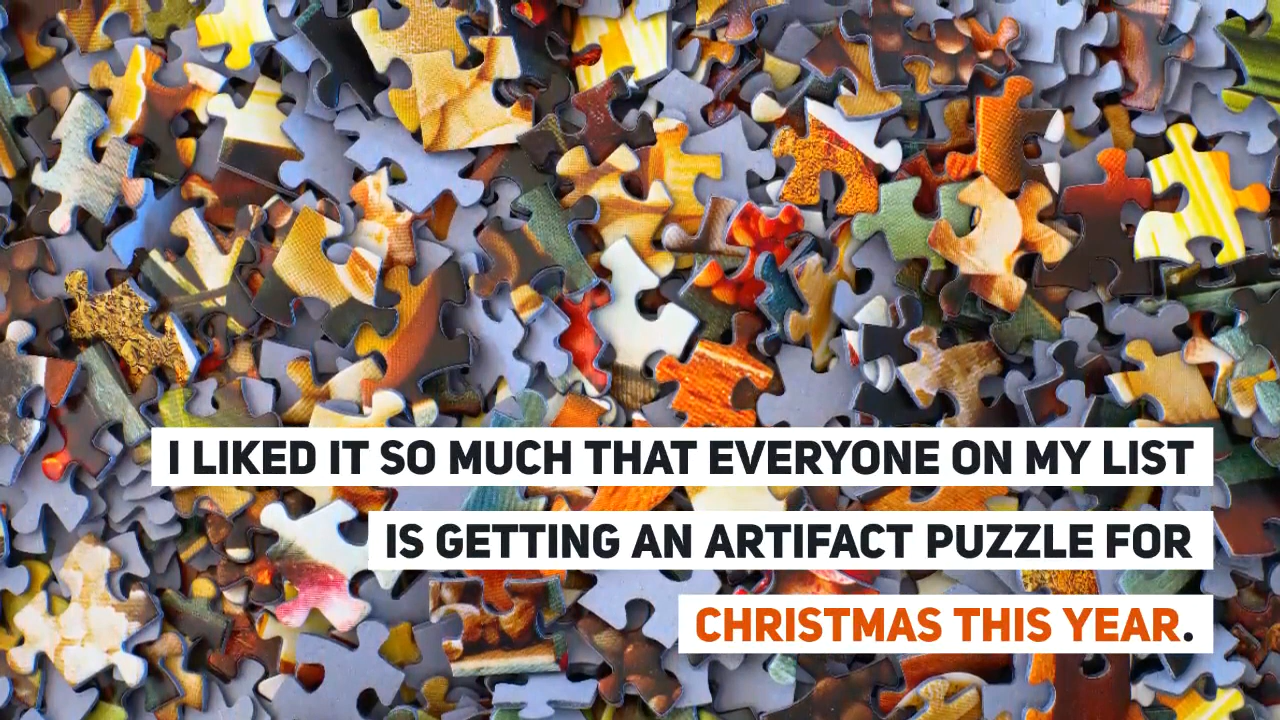 I LIKED IT SO MUCH THAT EVERYONE ON MY LIST
IS GETTING AN ARTIFACT PUZZLE FOR
CHRISTMAS THIS YEAR.